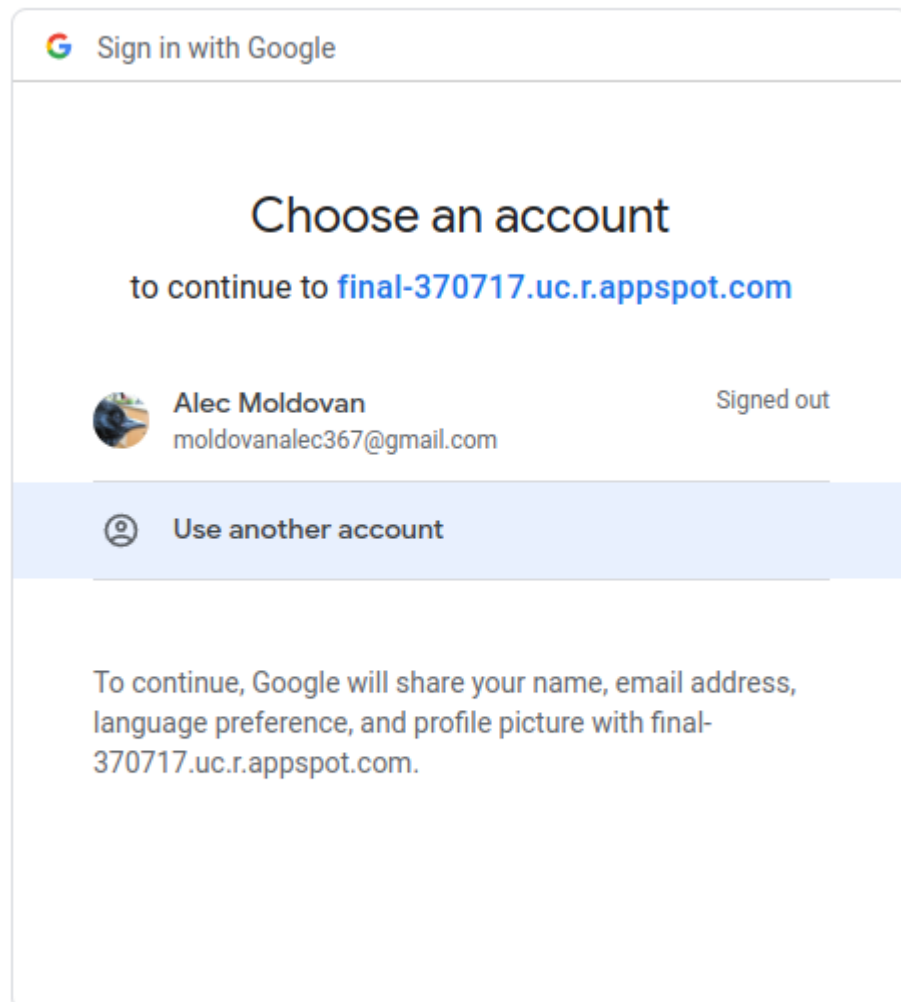 Sign in with Google
Choose an account
to continue to final-370717.uc.r.appspot.com
Alec Moldovan
Signed out
moldovanalec367@gmail.com
Use another account
To continue, Google will share your name, email address,
language preference, and profile picture with final-
370717.uc.r.appspot.com.